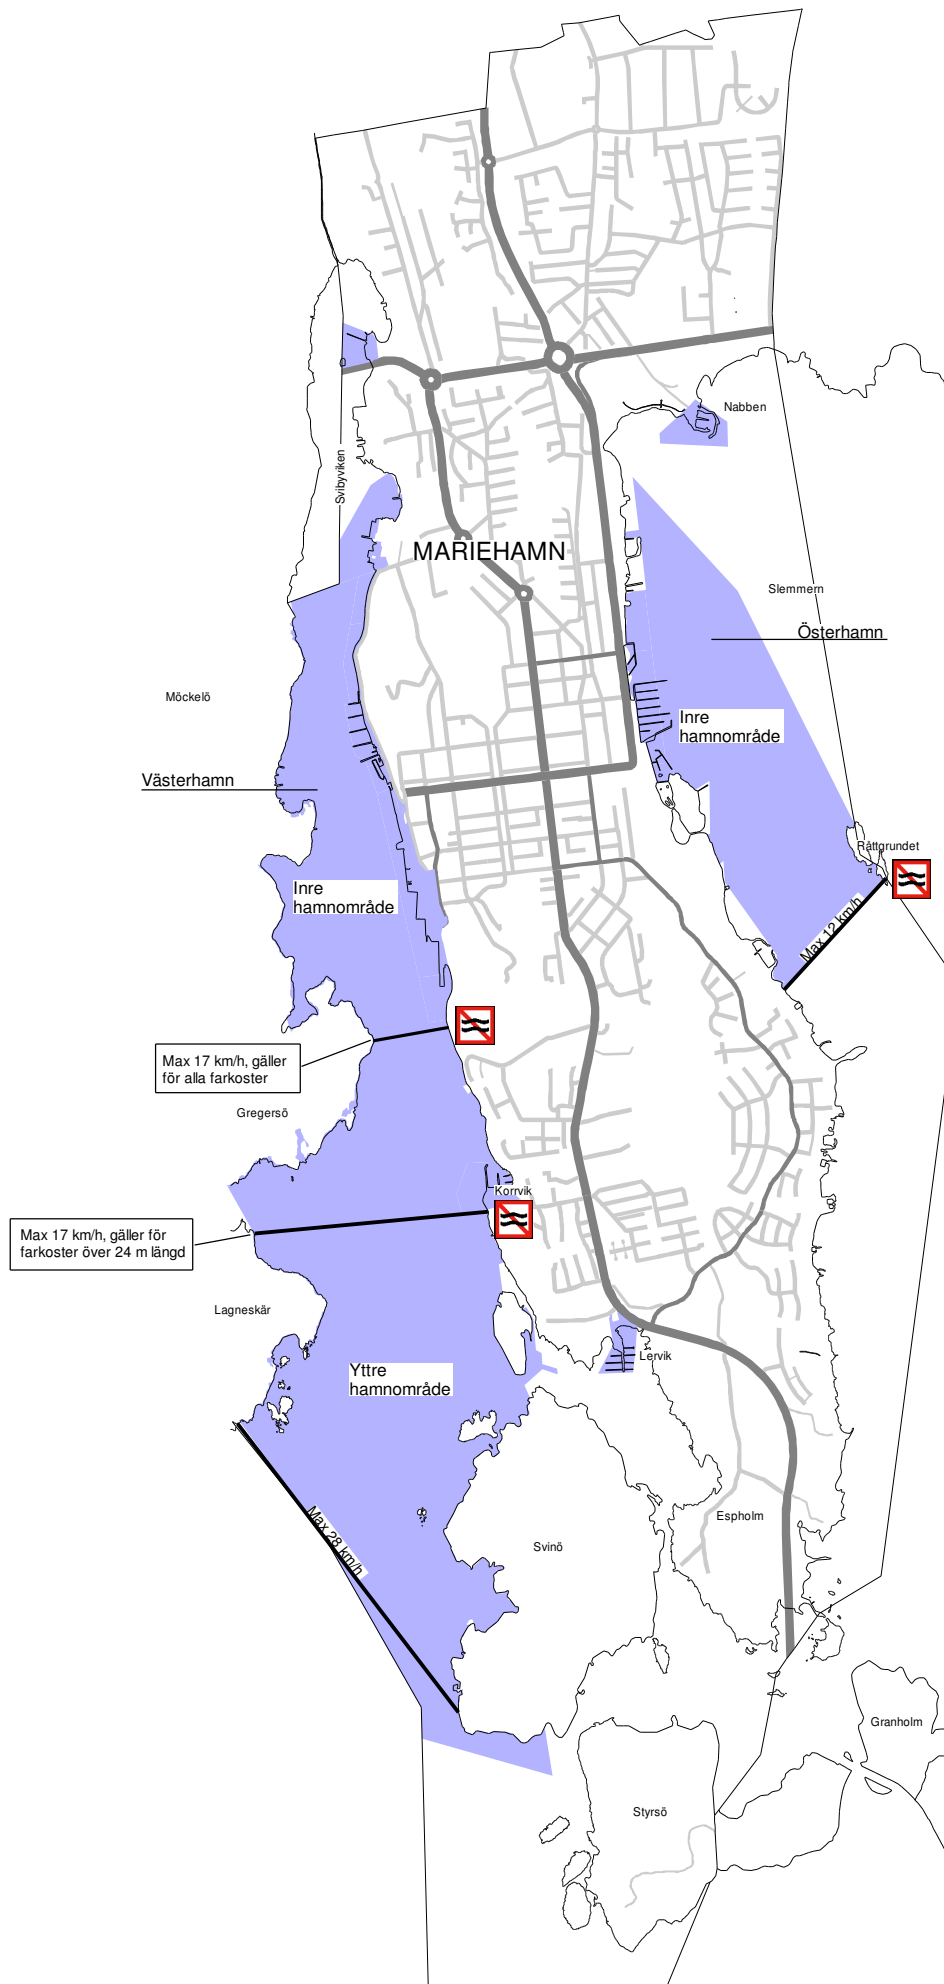 Nabben
Svibyviken
MARIEHAMN
Slemmern
Österhamn
Möckelö
Inre
hamnområde
Västerhamn
Råttgrundet
Inre
hamnområde
Max 12 km/h
Max 17 km/h, gäller
för alla farkoster
Gregersö
Korrvik
Max 17 km/h, gäller för
farkoster över 24 m längd
Lagneskär
Lervik
Yttre
hamnområde
Max 28 km/h
Espholm
Svinö
Granholm
Styrsö